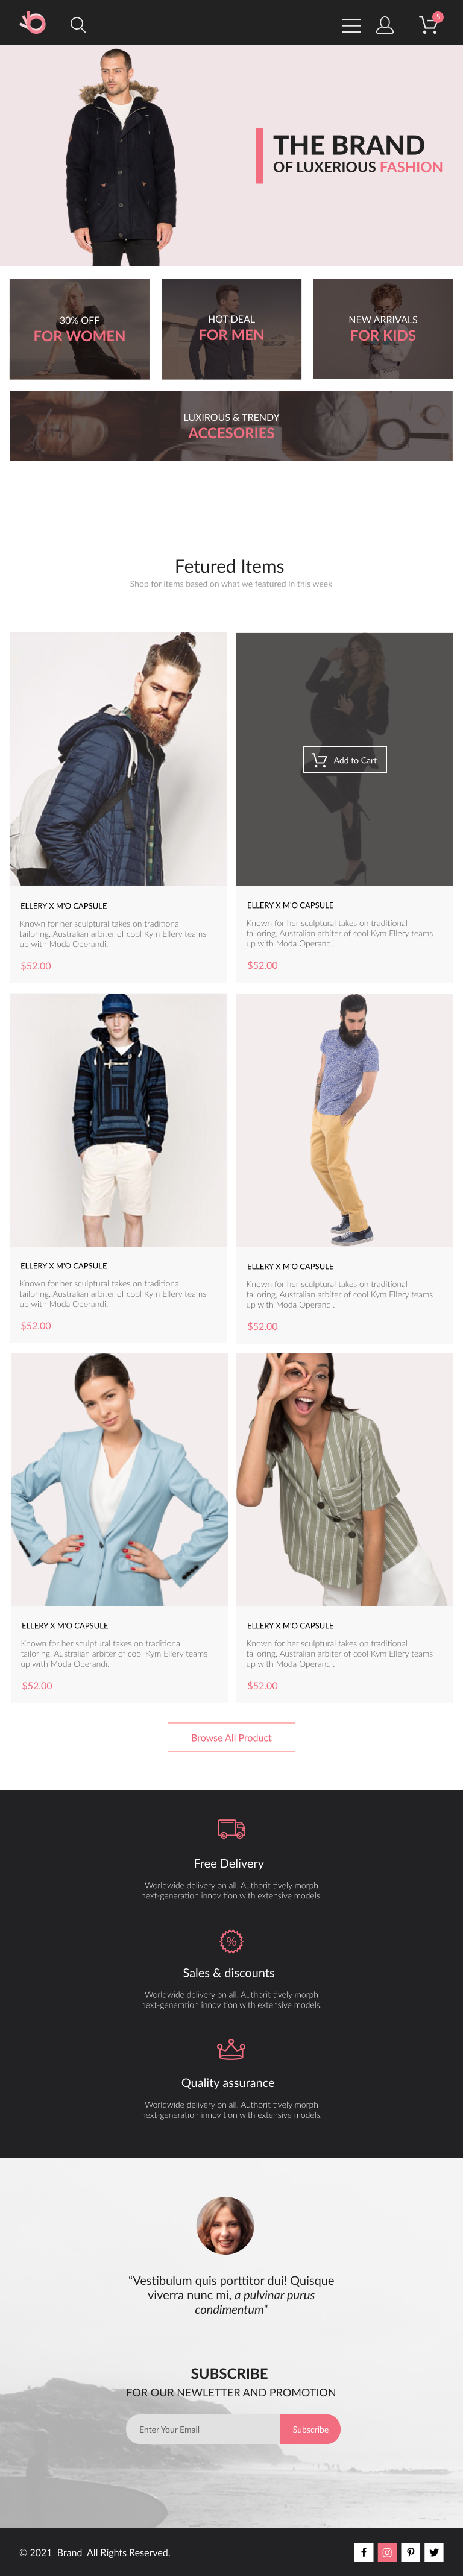 5
THE BRAND
OF LUXERIOUS FASHION
30% OFF
FOR WOMEN
HOT DEAL
FOR MEN
NEW ARRIVALS
FOR KIDS
LUXIROUS & TRENDY
ACCESORIES
Fetured Items
Shop for items based on what we featured in this week
ELLERY X M'O CAPSULE
Known for her sculptural takes on traditional
tailoring, Australian arbiter of cool Kym Ellery teams
up with Moda Operandi.
$52.00
Add to Cart
ELLERY X M'O CAPSULE
Known for her sculptural takes on traditional
tailoring, Australian arbiter of cool Kym Ellery teams
up with Moda Operandi.
$52.00
ELLERY X M'O CAPSULE
Known for her sculptural takes on traditional
tailoring, Australian arbiter of cool Kym Ellery teams
up with Moda Operandi.
$52.00
ELLERY X M'O CAPSULE
Known for her sculptural takes on traditional
tailoring, Australian arbiter of cool Kym Ellery teams
up with Moda Operandi.
$52.00
ELLERY X M'O CAPSULE
Known for her sculptural takes on traditional
tailoring, Australian arbiter of cool Kym Ellery teams
up with Moda Operandi.
$52.00
ELLERY X M'O CAPSULE
Known for her sculptural takes on traditional
tailoring, Australian arbiter of cool Kym Ellery teams
up with Moda Operandi.
$52.00
Browse All Product
Free Delivery
Worldwide delivery on all. Authorit tively morph
next-generation innov tion with extensive models.
%
Sales & discounts
Worldwide delivery on all. Authorit tively morph
next-generation innov tion with extensive models.
Quality assurance
Worldwide delivery on all. Authorit tively morph
next-generation innov tion with extensive models.
“Vestibulum quis porttitor dui! Quisque
viverra nunc mi, a pulvinar purus
condimentum“
SUBSCRIBE
FOR OUR NEWLETTER AND PROMOTION
Enter Your Email
Subscribe
© 2021 Brand All Rights Reserved.